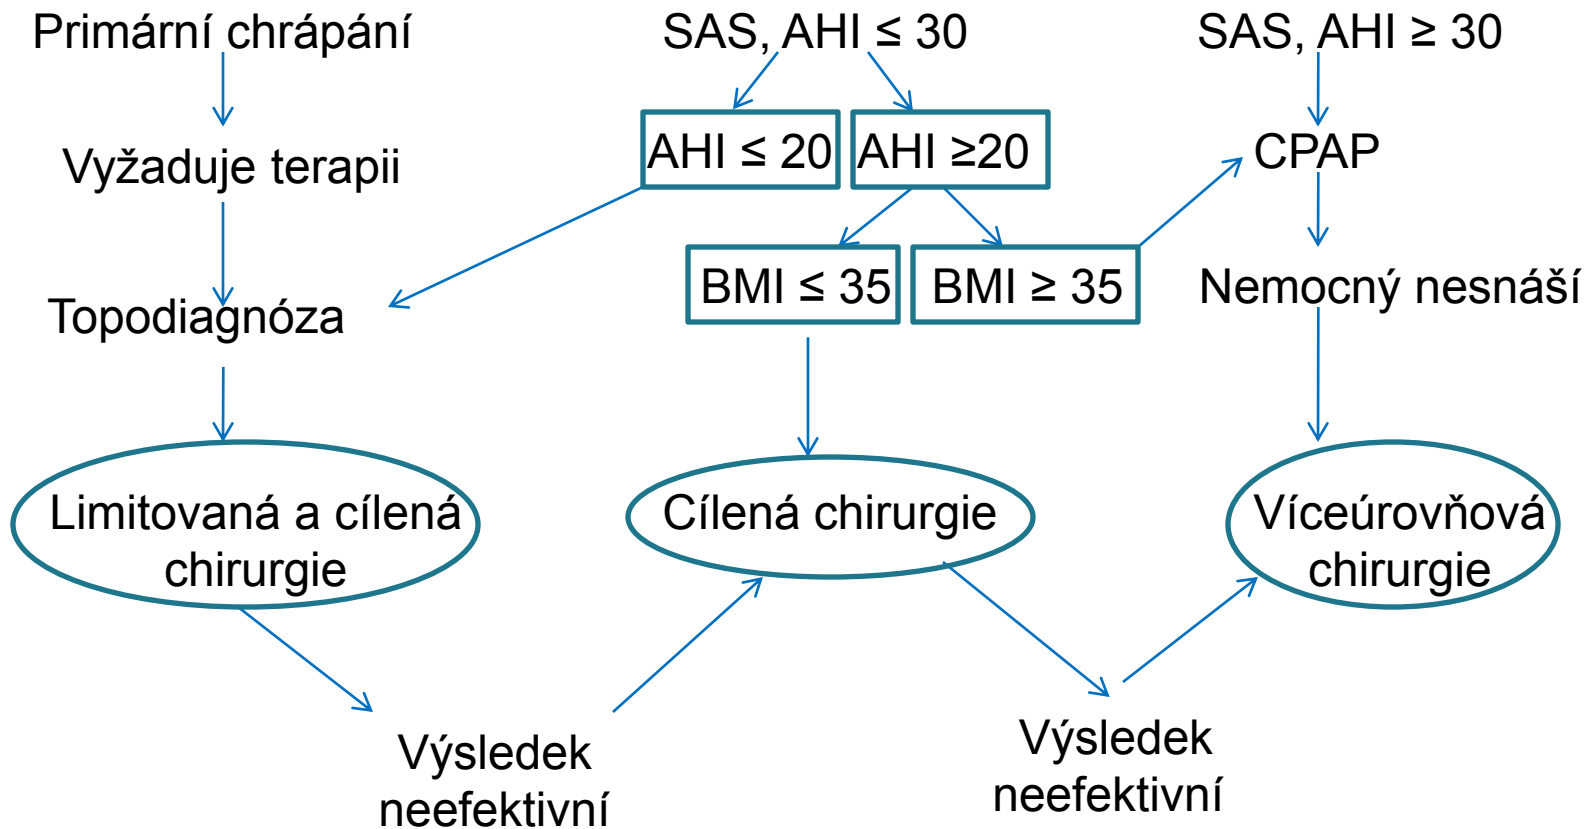 Primární chrápání
SAS, AHI ≤ 30
SAS, AHI ≥ 30
AHI ≤ 20
AHI ≥20
CPAP
Vyžaduje terapii
BMI ≤ 35
BMI ≥ 35
Nemocný nesnáší
Topodiagnóza
Limitovaná a cílená
chirurgie
Cílená chirurgie
Víceúrovňová
chirurgie
Výsledek
neefektivní
Výsledek
neefektivní